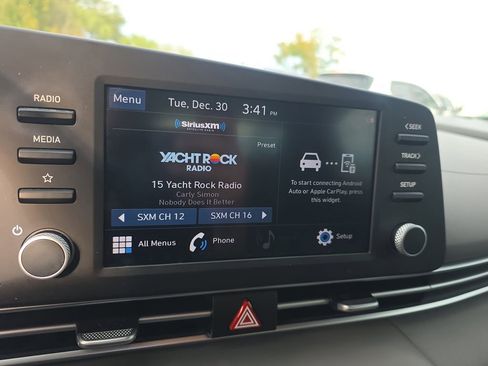 RADIO
MEDIA
Menu
Tue, Dec. 30
3:41 PM
SiriusXM
SATELLITE RADIO
YACHT ROCK
RADIO
Preset
15 Yacht Rock Radio
Carly Simon
Nobody Does It Better
SXM CH 12
SXM CH 16
To start connecting Android
Auto or Apple CarPlay, press
this widget.
All Menus
Phone
Setup
SEEK
TRACK
SETUP